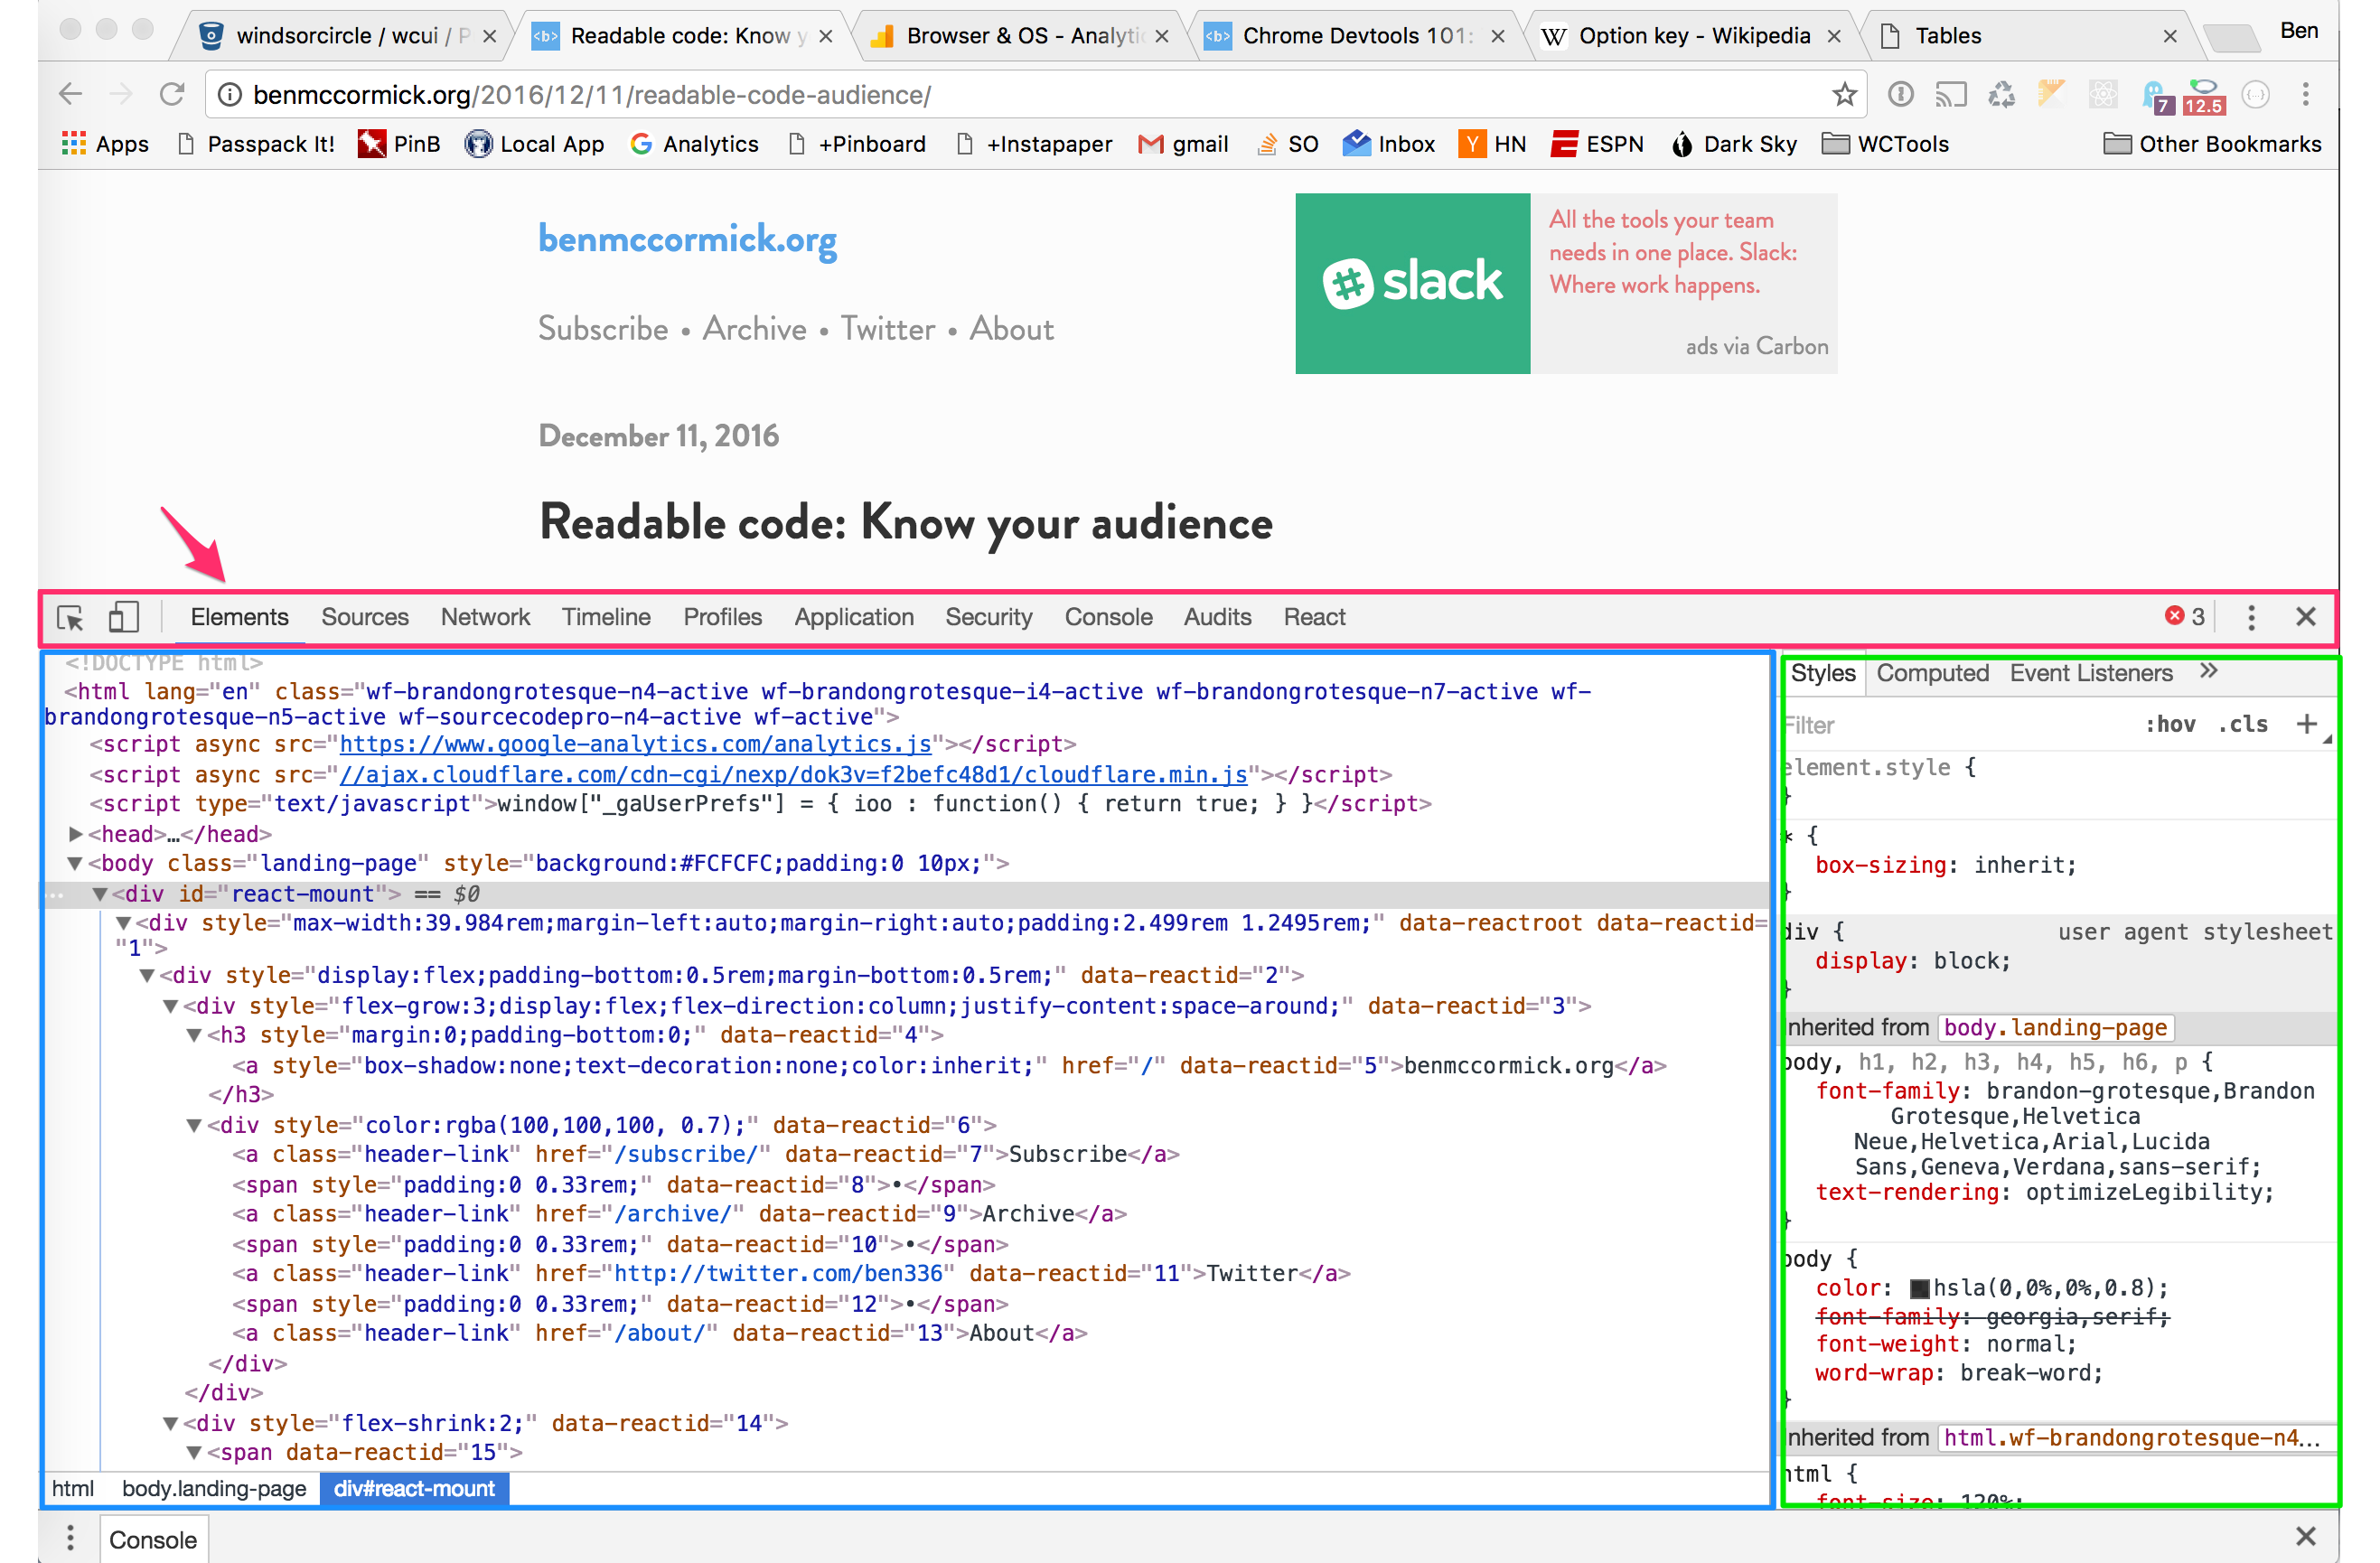 windsorcircle / wcui / P
Readable code: Know y
Browser & OS - Analytic
Chrome Devtools 101:
Option key - Wikipedia
Tables
Ben
benmccormick.org/2016/12/11/readable-code-audience/
7
12.5
Apps Passpack It! PinB Local App Analytics +Pinboard +Instapaper gmail SO Inbox HN ESPN Dark Sky WCTools Other Bookmarks
benmccormick.org
Subscribe • Archive • Twitter • About
slack
All the tools your team
needs in one place. Slack:
Where work happens.
ads via Carbon
December 11, 2016
Readable code: Know your audience
Elements Sources Network Timeline Profiles Application Security Console Audits React 3
<!DOCTYPE html>
<html lang="en" class="wf-brandongrotesque-n4-active wf-brandongrotesque-i4-active wf-brandongrotesque-n7-active wf-
brandongrotesque-n5-active wf-sourcecodepro-n4-active wf-active">
<script async src="https://www.google-analytics.com/analytics.js"></script>
<script async src="//ajax.cloudflare.com/cdn-cgi/nexp/dok3v=f2befc48d1/cloudflare.min.js"></script>
<script type="text/javascript">window["_gaUserPrefs"] = { ioo : function() { return true; } }</script>
▶<head>…</head>
▼<body class="landing-page" style="background:#FCFCFC;padding:0 10px;">
… ▼<div id="react-mount"> == $0
▼<div style="max-width:39.984rem;margin-left:auto;margin-right:auto;padding:2.499rem 1.2495rem;" data-reactroot data-reactid=
"1">
▼<div style="display:flex;padding-bottom:0.5rem;margin-bottom:0.5rem;" data-reactid="2">
▼<div style="flex-grow:3;display:flex;flex-direction:column;justify-content:space-around;" data-reactid="3">
▼<h3 style="margin:0;padding-bottom:0;" data-reactid="4">
<a style="box-shadow:none;text-decoration:none;color:inherit;" href="/" data-reactid="5">benmccormick.org</a>
</h3>
▼<div style="color:rgba(100,100,100, 0.7);" data-reactid="6">
<a class="header-link" href="/subscribe/" data-reactid="7">Subscribe</a>
<span style="padding:0 0.33rem;" data-reactid="8">•</span>
<a class="header-link" href="/archive/" data-reactid="9">Archive</a>
<span style="padding:0 0.33rem;" data-reactid="10">•</span>
<a class="header-link" href="http://twitter.com/ben336" data-reactid="11">Twitter</a>
<span style="padding:0 0.33rem;" data-reactid="12">•</span>
<a class="header-link" href="/about/" data-reactid="13">About</a>
</div>
</div>
▼<div style="flex-shrink:2;" data-reactid="14">
▼<span data-reactid="15">
html body.landing-page div#react-mount
Styles Computed Event Listeners »
Filter :hov .cls +
element.style {
}
* {
box-sizing: inherit;
}
div { user agent stylesheet
display: block;
}
Inherited from body.landing-page
body, h1, h2, h3, h4, h5, h6, p {
font-family: brandon-grotesque,Brandon
Grotesque,Helvetica
Neue,Helvetica,Arial,Lucida
Sans,Geneva,Verdana,sans-serif;
text-rendering: optimizeLegibility;
}
body {
color: hsla(0,0%,0%,0.8);
font-family: georgia,serif;
font-weight: normal;
word-wrap: break-word;
}
Inherited from html.wf-brandongrotesque-n4…
html {
font-size: 120%;
Console